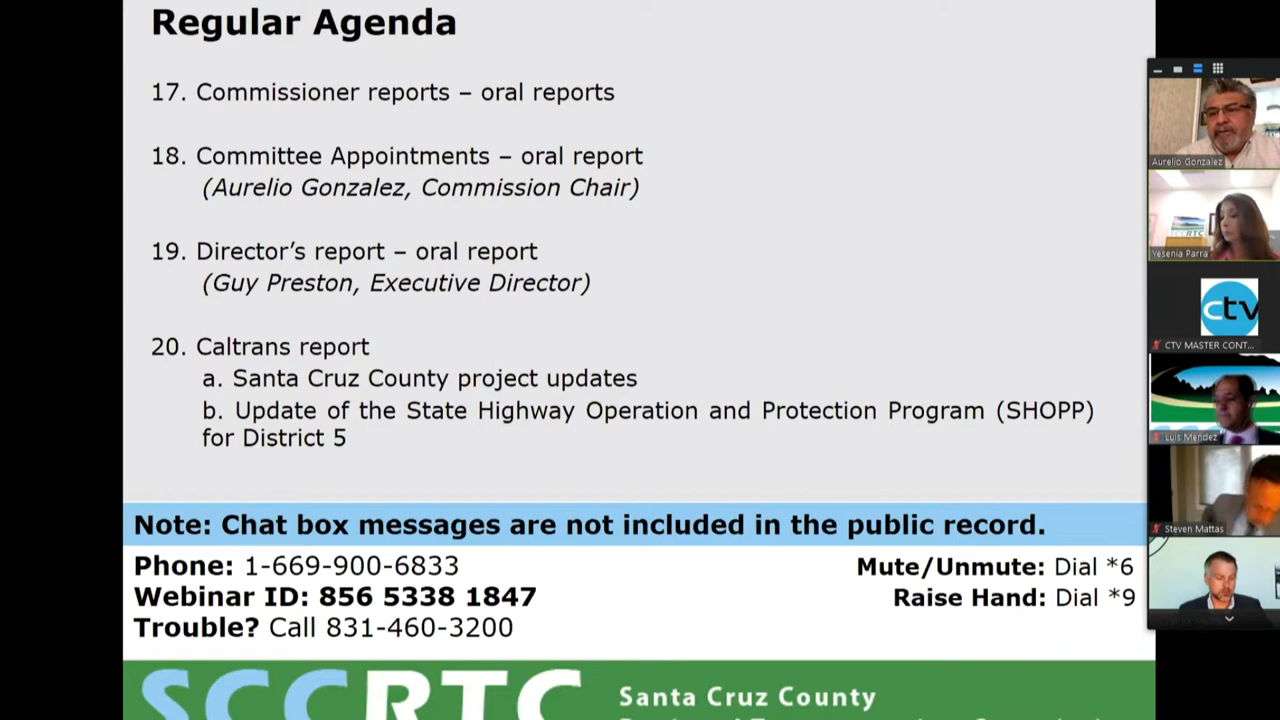 Regular Agenda
17. Commissioner reports – oral reports
18. Committee Appointments – oral report
(Aurelio Gonzalez, Commission Chair)
19. Director’s report – oral report
(Guy Preston, Executive Director)
20. Caltrans report
a. Santa Cruz County project updates
b. Update of the State Highway Operation and Protection Program (SHOPP)
for District 5
Note: Chat box messages are not included in the public record.
Phone: 1-669-900-6833
Webinar ID: 856 5338 1847
Trouble? Call 831-460-3200
Mute/Unmute: Dial *6
Raise Hand: Dial *9
SCCRTC
Santa Cruz County
Aurelio Gonzalez
SCCRTC
Yesenia Parra
ctv
CTV MASTER CONT...
Luis Mendez
Steven Mattas